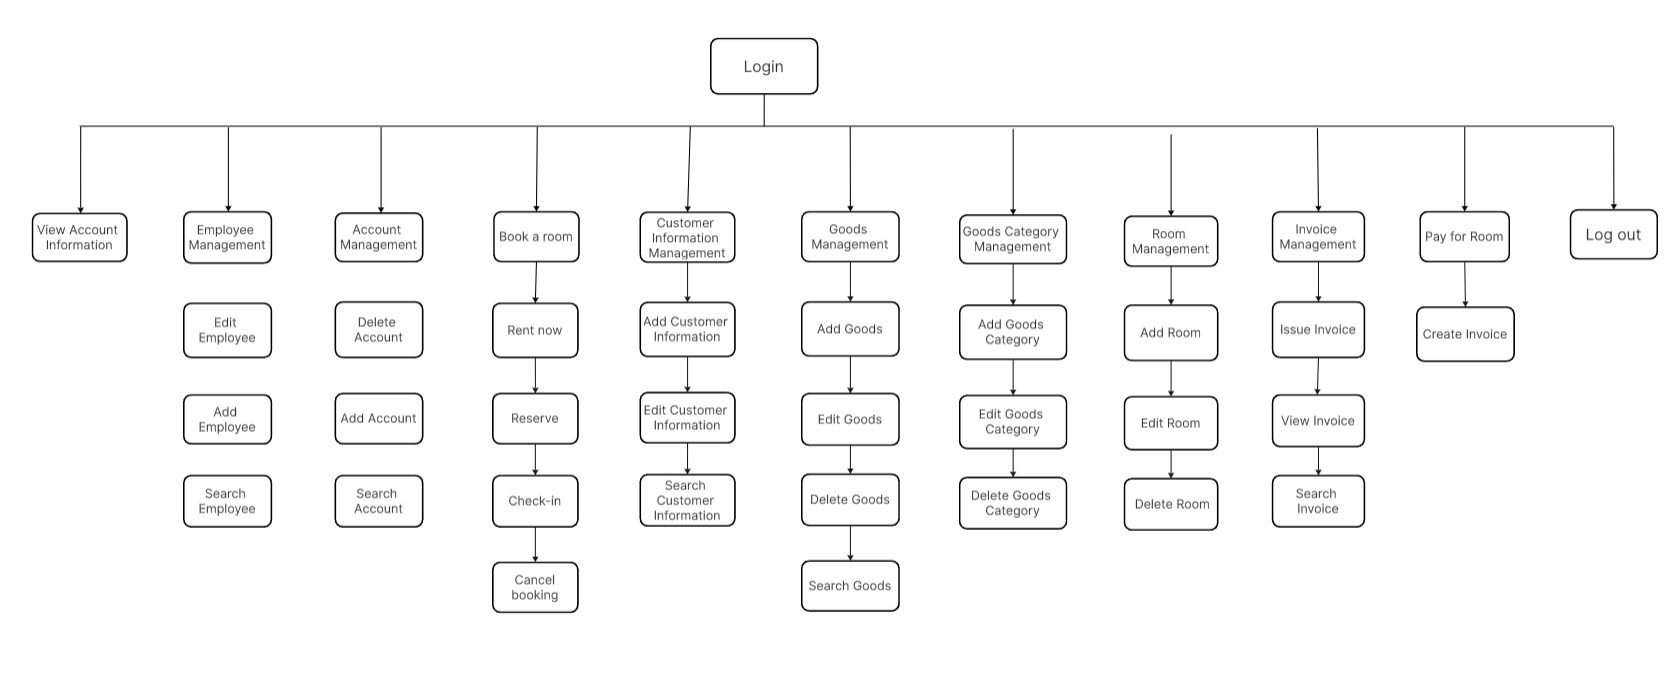 Login
View Account
Information
Employee
Management
Account
Management
Book a room
Customer
Information
Management
Goods
Management
Goods Category
Management
Room
Management
Invoice
Management
Pay for Room
Log out
Edit
Employee
Delete
Account
Rent now
Add Customer
Information
Add Goods
Add Goods
Category
Add Room
Issue Invoice
Create Invoice
Add
Employee
Add Account
Reserve
Edit Customer
Information
Edit Goods
Edit Goods
Category
Edit Room
View Invoice
Search
Employee
Search
Account
Check-in
Search
Customer
Information
Delete Goods
Delete Goods
Category
Delete Room
Search
Invoice
Cancel
booking
Search Goods